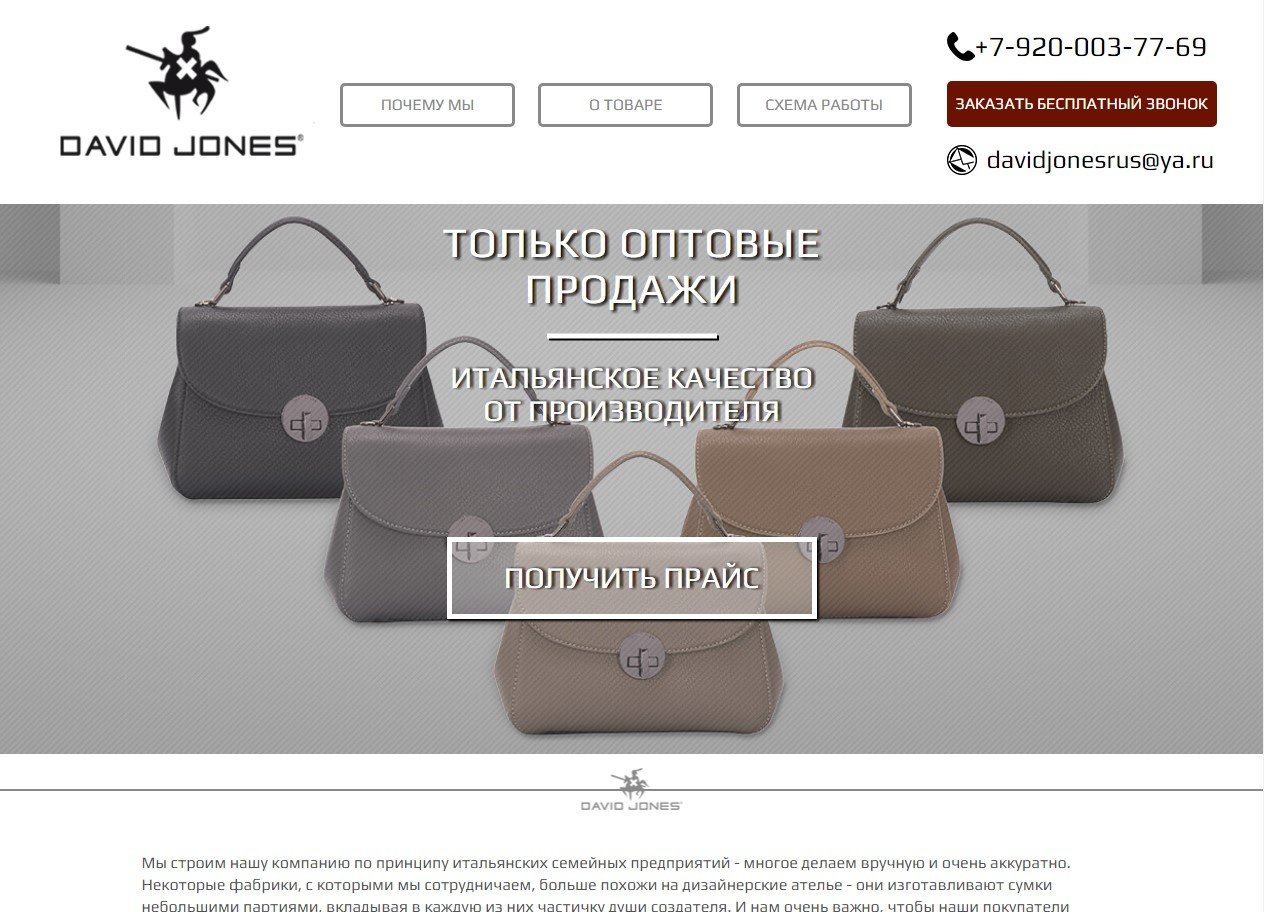 +7-920-003-77-69
ПОЧЕМУ МЫ
О ТОВАРЕ
СХЕМА РАБОТЫ
ЗАКАЗАТЬ БЕСПЛАТНЫЙ ЗВОНОК
DAVID JONES®
davidjonesrus@ya.ru
ТОЛЬКО ОПТОВЫЕ
ПРОДАЖИ
ИТАЛЬЯНСКОЕ КАЧЕСТВО
ОТ ПРОИЗВОДИТЕЛЯ
ПОЛУЧИТЬ ПРАЙС
DAVID JONES
Мы строим нашу компанию по принципу итальянских семейных предприятий - многое делаем вручную и очень аккуратно.
Некоторые фабрики, с которыми мы сотрудничаем, больше похожи на дизайнерские ателье - они изготавливают сумки
небольшими партиями, вкладывая в каждую из них частичку души создателя. И нам очень важно, чтобы наши покупатели